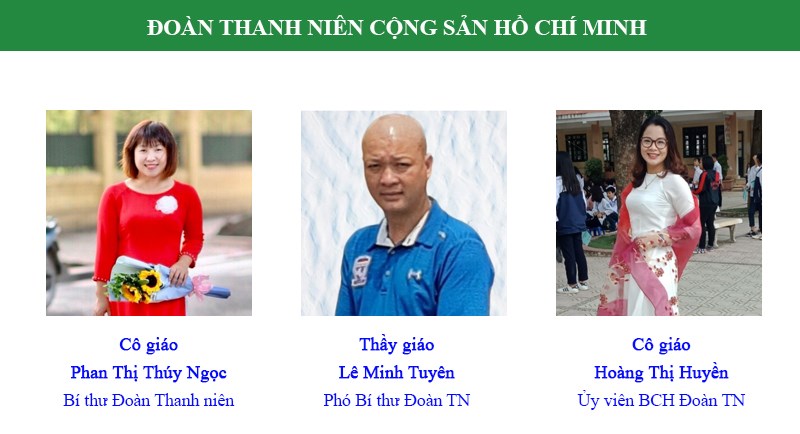 ĐOÀN THANH NIÊN CỘNG SẢN HỒ CHÍ MINH
Cô giáo
Phan Thị Thúy Ngọc
Bí thư Đoàn Thanh niên
Thầy giáo
Lê Minh Tuyên
Phó Bí thư Đoàn TN
Cô giáo
Hoàng Thị Huyền
Ủy viên BCH Đoàn TN